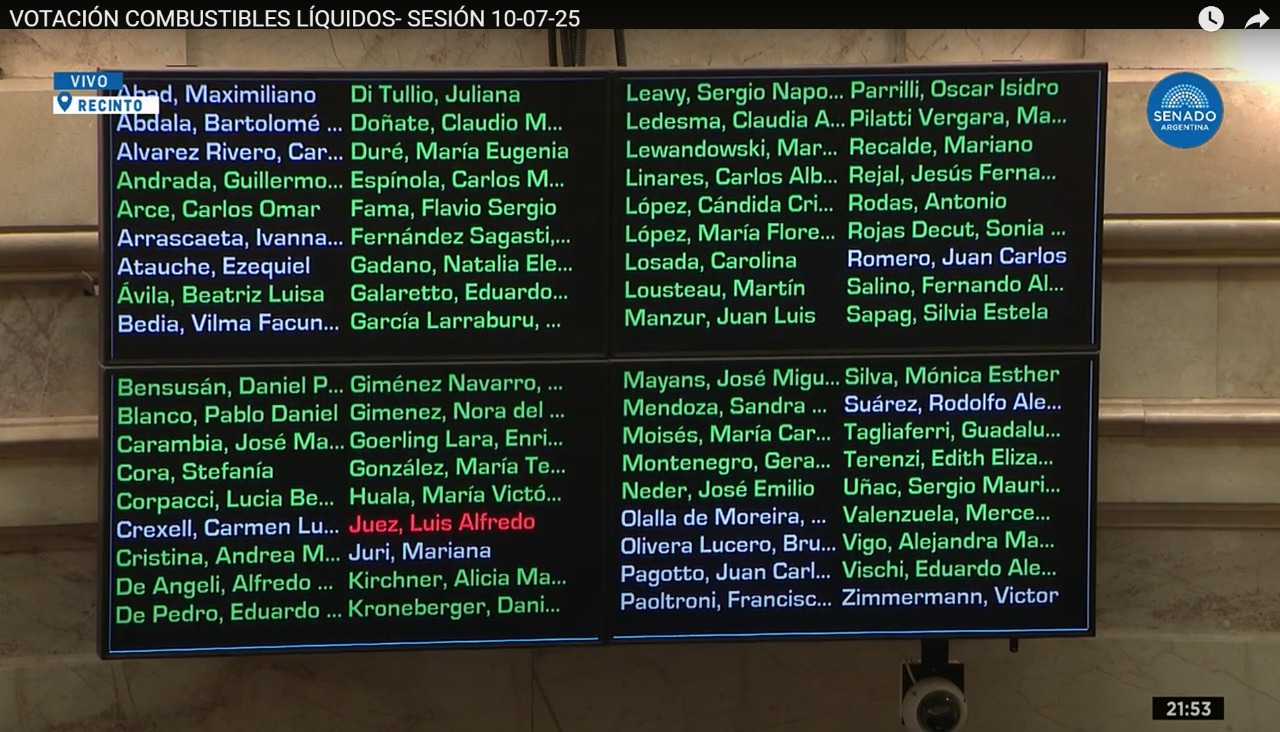 VOTACIÓN COMBUSTIBLES LÍQUIDOS- SESIÓN 10-07-25
VIVO
RECINTO
SENADO
ARGENTINA
Abad, Maximiliano
Abdala, Bartolomé ...
Alvarez Rivero, Car...
Andrada, Guillermo...
Arce, Carlos Omar
Arrascaeta, Ivanna...
Atauche, Ezequiel
Ávila, Beatriz Luisa
Bedia, Vilma Facun...
Di Tullio, Juliana
Doñate, Claudio M...
Duré, María Eugenia
Espínola, Carlos M...
Fama, Flavio Sergio
Fernández Sagasti,...
Gadano, Natalia Ele...
Galaretto, Eduardo...
García Larraburu, ...
Leavy, Sergio Napo...
Ledesma, Claudia A...
Lewandowski, Mar...
Linares, Carlos Alb...
López, Cándida Cri...
López, María Flore...
Losada, Carolina
Lousteau, Martín
Manzur, Juan Luis
Parrilli, Oscar Isidro
Pilatti Vergara, Ma...
Recalde, Mariano
Rejal, Jesús Ferna...
Rodas, Antonio
Rojas Decut, Sonia ...
Romero, Juan Carlos
Salino, Fernando Al...
Sapag, Silvia Estela
Bensusán, Daniel P...
Blanco, Pablo Daniel
Carambia, José Ma...
Cora, Stefanía
Corpacci, Lucia Be...
Crexell, Carmen Lu...
Cristina, Andrea M...
De Angeli, Alfredo ...
De Pedro, Eduardo ...
Giménez Navarro, ...
Gimenez, Nora del ...
Goerling Lara, Enri...
González, María Te...
Huala, María Victó...
Juez, Luis Alfredo
Juri, Mariana
Kirchner, Alicia Ma...
Kroneberger, Dani...
Mayans, José Migu...
Mendoza, Sandra ...
Moisés, María Car...
Montenegro, Gera...
Neder, José Emilio
Olalla de Moreira, ...
Olivera Lucero, Bru...
Pagotto, Juan Carl...
Paoltroni, Francisc...
Silva, Mónica Esther
Suárez, Rodolfo Ale...
Tagliaferri, Guadalu...
Terenzi, Edith Eliza...
Uñac, Sergio Mauri...
Valenzuela, Merce...
Vigo, Alejandra Ma...
Vischi, Eduardo Ale...
Zimmermann, Victor
21:53